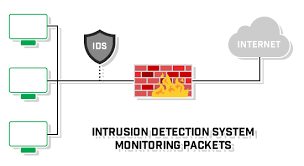 IDS
INTERNET
INTRUSION DETECTION SYSTEM
MONITORING PACKETS